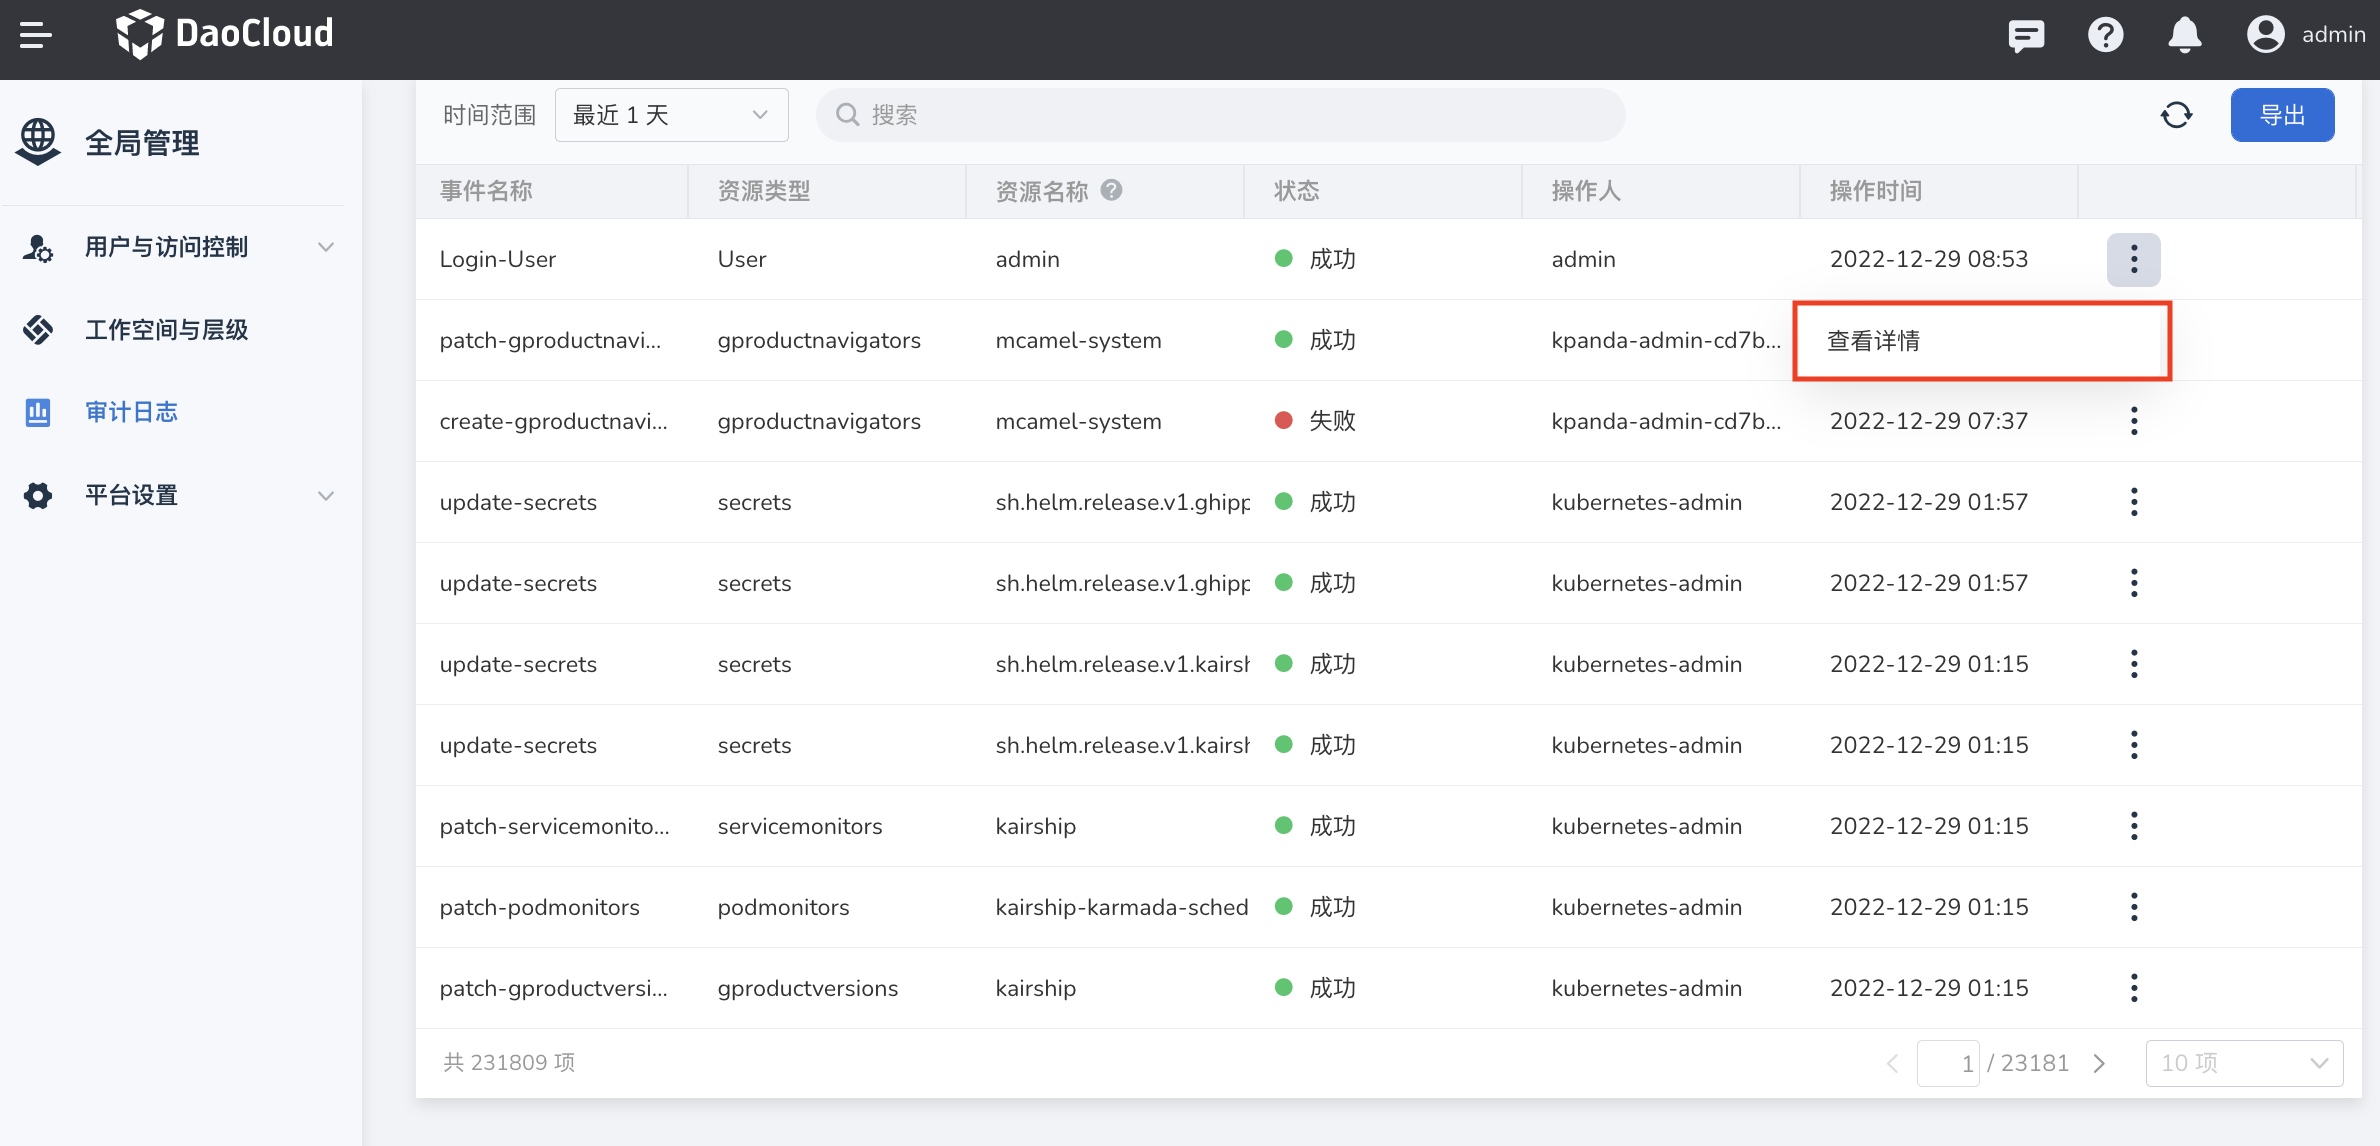 DaoCloud
admin
全局管理
用户与访问控制
工作空间与层级
审计日志
平台设置
时间范围 最近 1 天 搜索 导出
事件名称 资源类型 资源名称 状态 操作人 操作时间
Login-User User admin 成功 admin 2022-12-29 08:53
patch-gproductnavi... gproductnavigators mcamel-system 成功 kpanda-admin-cd7b... 查看详情
create-gproductnavi... gproductnavigators mcamel-system 失败 kpanda-admin-cd7b... 2022-12-29 07:37
update-secrets secrets sh.helm.release.v1.ghipp 成功 kubernetes-admin 2022-12-29 01:57
update-secrets secrets sh.helm.release.v1.ghipp 成功 kubernetes-admin 2022-12-29 01:57
update-secrets secrets sh.helm.release.v1.kairsh 成功 kubernetes-admin 2022-12-29 01:15
update-secrets secrets sh.helm.release.v1.kairsh 成功 kubernetes-admin 2022-12-29 01:15
patch-servicemonito... servicemonitors kairship 成功 kubernetes-admin 2022-12-29 01:15
patch-podmonitors podmonitors kairship-karmada-sched 成功 kubernetes-admin 2022-12-29 01:15
patch-gproductversi... gproductversions kairship 成功 kubernetes-admin 2022-12-29 01:15
共 231809 项 1 / 23181 10 项